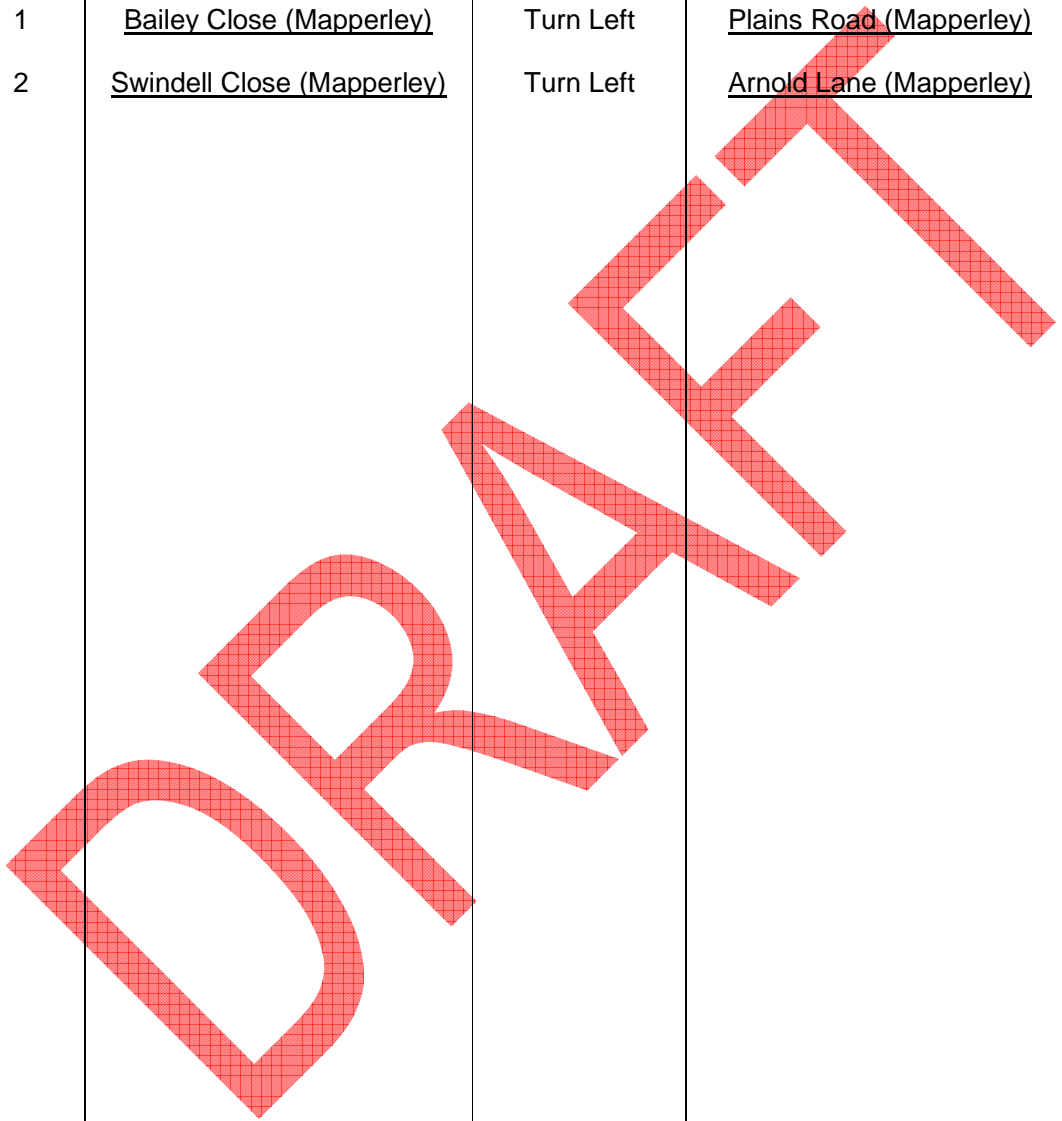 1 Bailey Close (Mapperley) Turn Left Plains Road (Mapperley)
2 Swindell Close (Mapperley) Turn Left Arnold Lane (Mapperley)
DRAFT